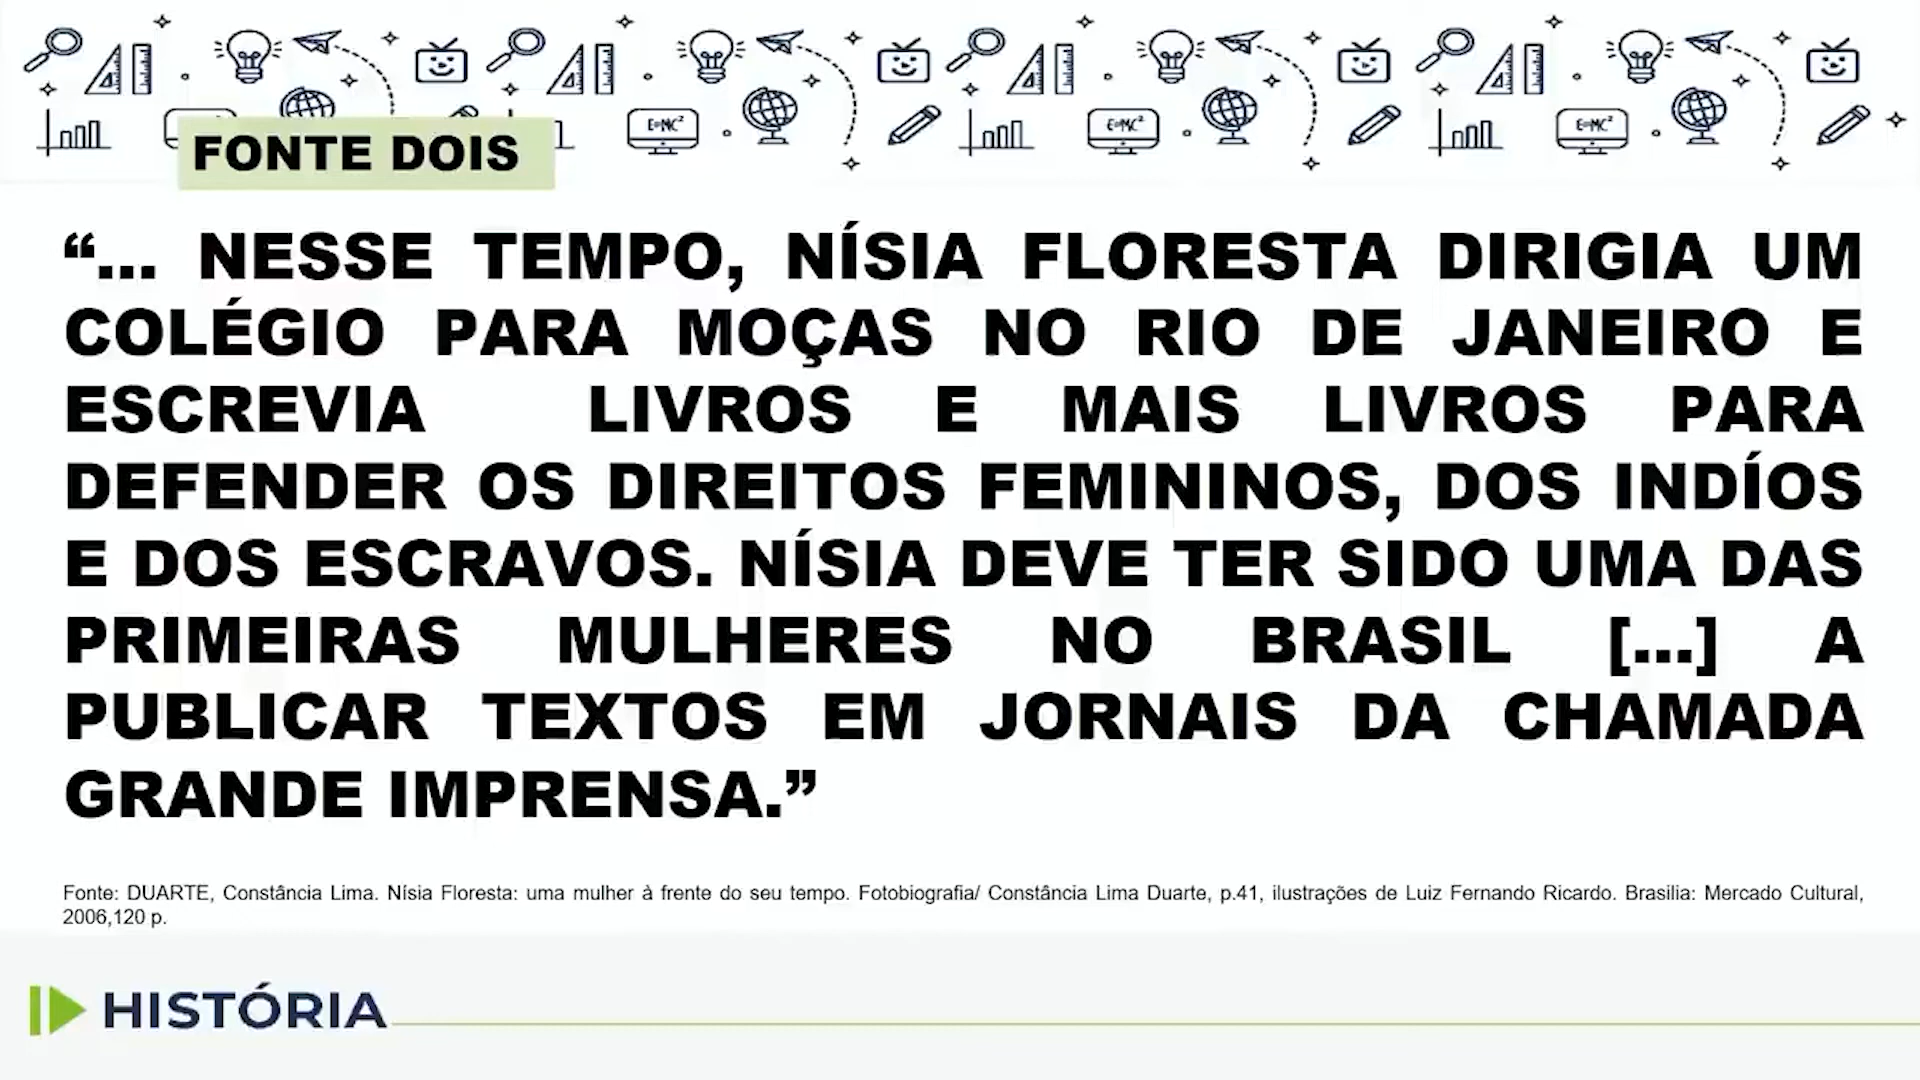 E=MC²
E=MC²
E=MC²
FONTE DOIS
“... NESSE TEMPO, NÍSIA FLORESTA DIRIGIA UM
COLÉGIO PARA MOÇAS NO RIO DE JANEIRO E
ESCREVIA LIVROS E MAIS LIVROS PARA
DEFENDER OS DIREITOS FEMININOS, DOS INDÍOS
E DOS ESCRAVOS. NÍSIA DEVE TER SIDO UMA DAS
PRIMEIRAS MULHERES NO BRASIL [...] A
PUBLICAR TEXTOS EM JORNAIS DA CHAMADA
GRANDE IMPRENSA.”
Fonte: DUARTE, Constância Lima. Nísia Floresta: uma mulher à frente do seu tempo. Fotobiografia/ Constância Lima Duarte, p.41, ilustrações de Luiz Fernando Ricardo. Brasilia: Mercado Cultural,
2006,120 p.
HISTÓRIA